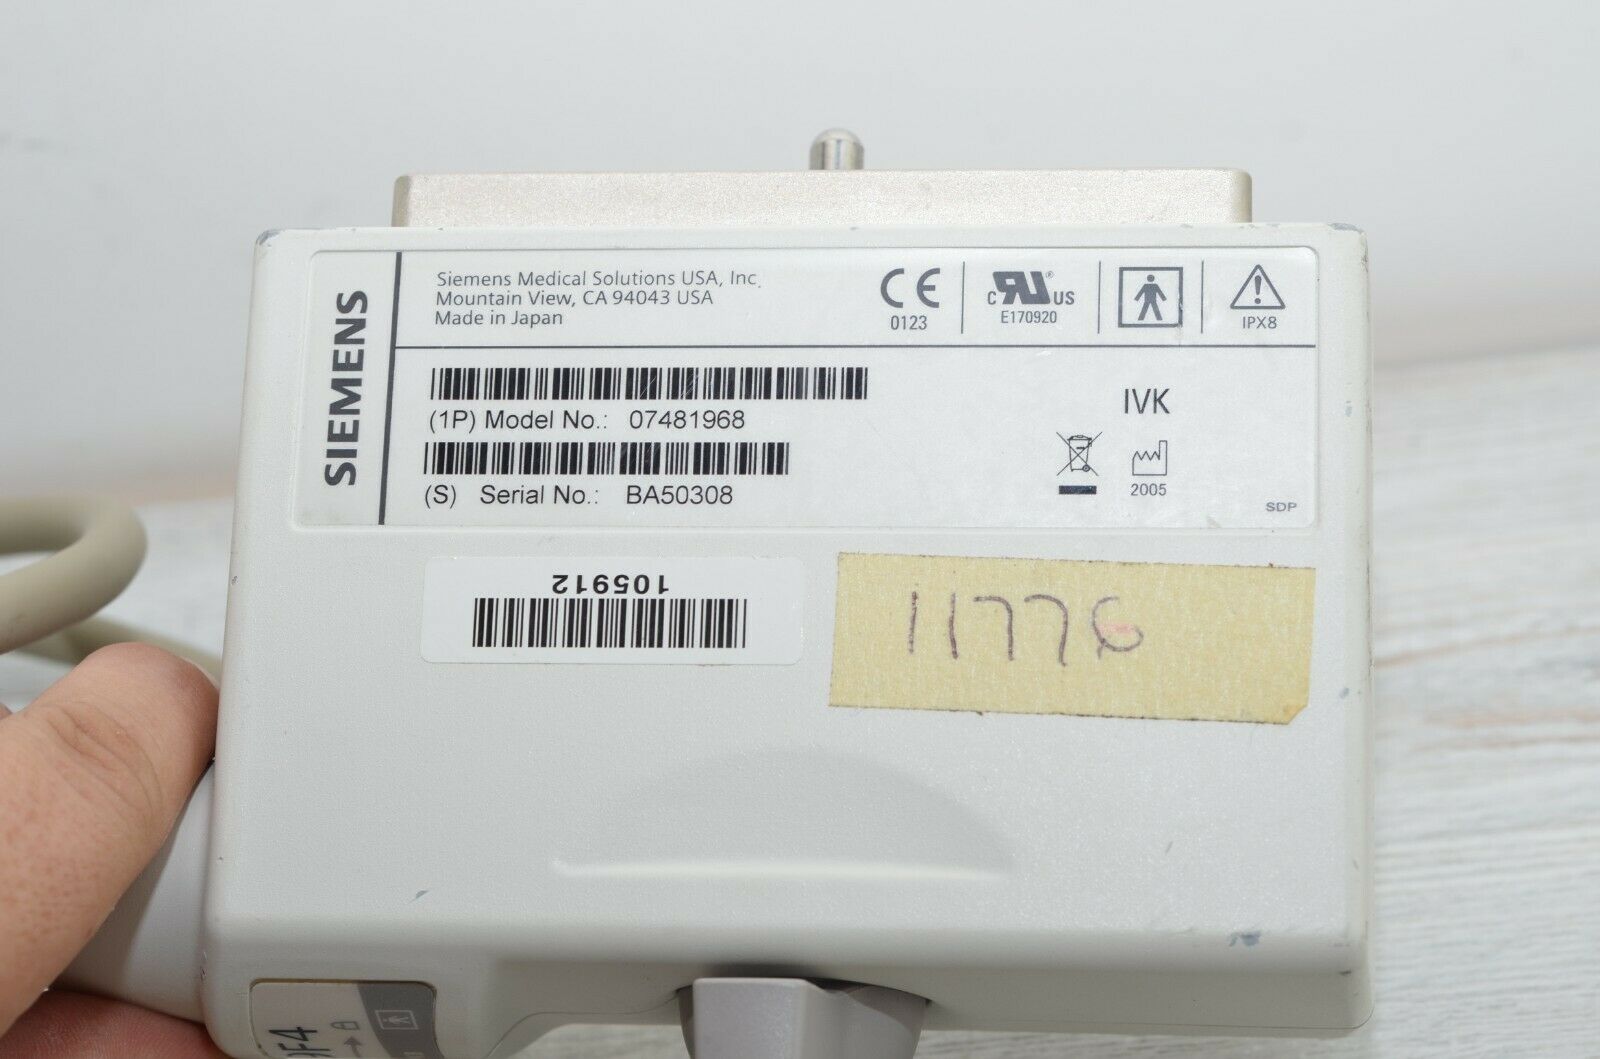 SIEMENS
Siemens Medical Solutions USA, Inc.
Mountain View, CA 94043 USA
Made in Japan
CE
0123
C RU US
E170920
IPX8
(1P) Model No.: 07481968
IVK
(S) Serial No.: BA50308
2005
SDP
105912
11776